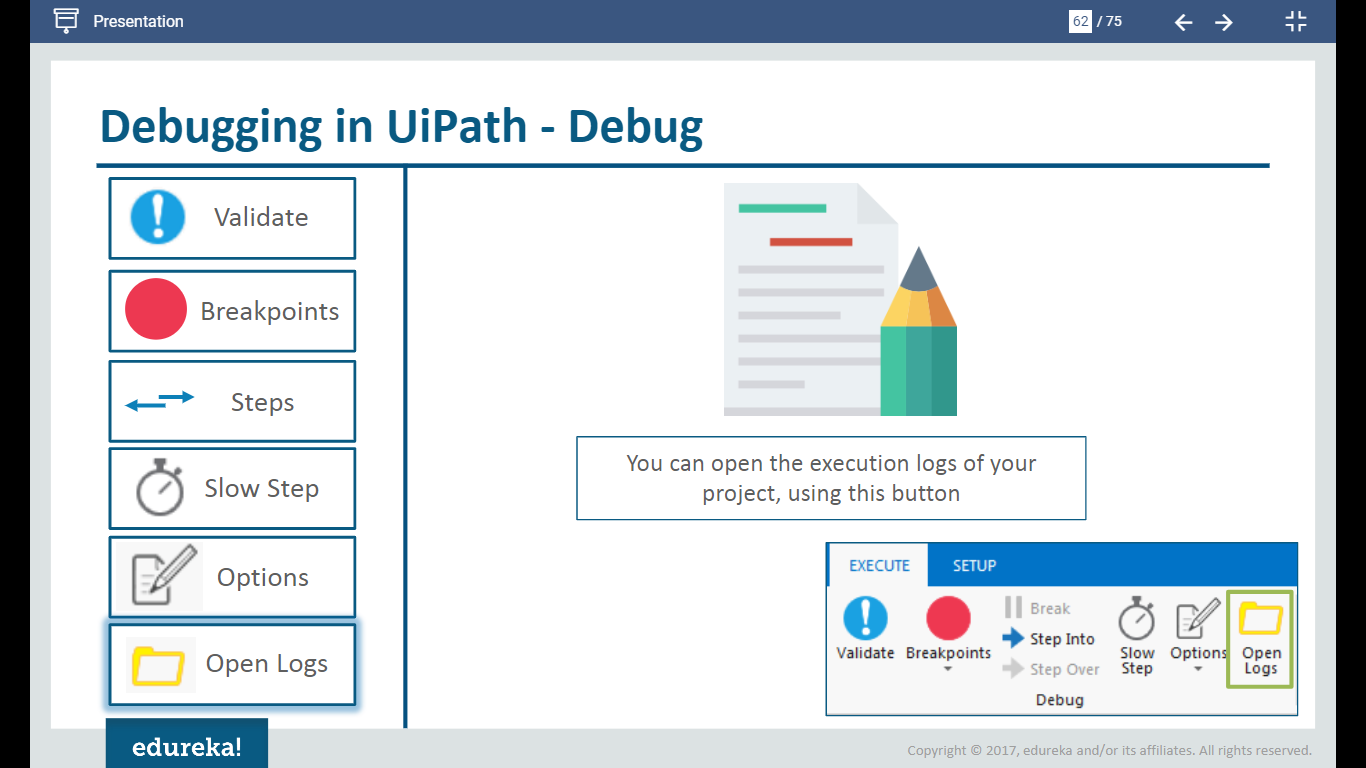 Presentation
62 / 75
Debugging in UiPath - Debug
Validate
Breakpoints
Steps
Slow Step
Options
Open Logs
You can open the execution logs of your
project, using this button
EXECUTE SETUP
Validate
Breakpoints
Break
Step Into
Step Over
Slow
Step
Options
Open
Logs
Debug
edureka!
Copyright © 2017, edureka and/or its affiliates. All rights reserved.